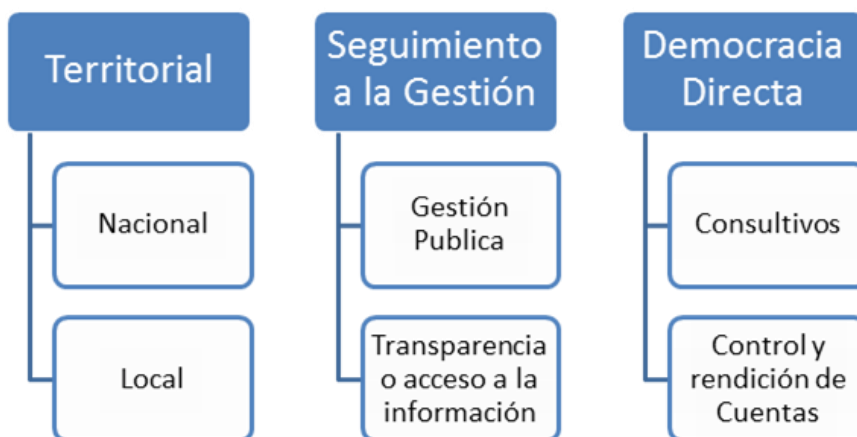 Territorial
Nacional
Local
Seguimiento
a la Gestión
Gestión
Publica
Transparencia
o acceso a la
información
Democracia
Directa
Consultivos
Control y
rendición de
Cuentas